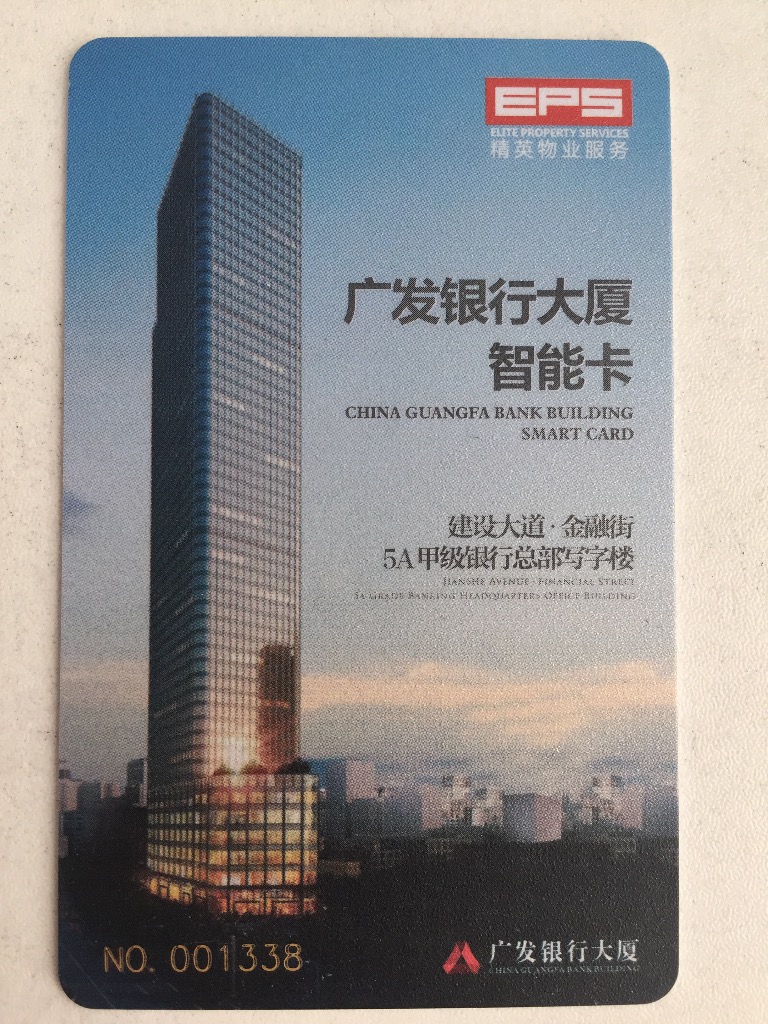 EPS
ELITE PROPERTY SERVICES
精英物业服务
广发银行大厦
智能卡
CHINA GUANGFA BANK BUILDING
SMART CARD
建设大道·金融街
5A甲级银行总部写字楼
JIANSHE AVENUE · FINANCIAL STREET
5A GRADE BANKING HEADQUARTERS OFFICE BUILDING
NO. 001338
广发银行大厦
CHINA GUANGFA BANK BUILDING